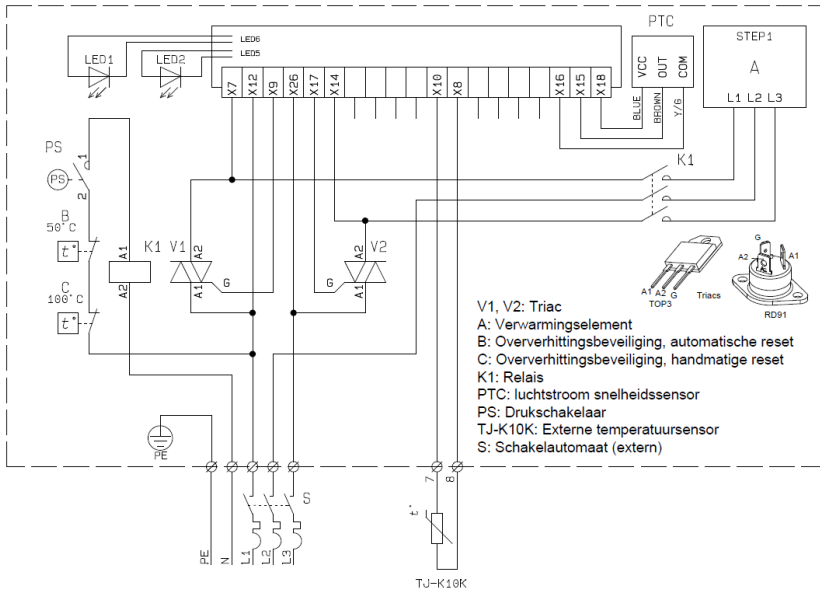 PTC
STEP1
LED6
LED5
LED1
LED2
A
VCC
OUT
COM
L1 L2 L3
X7
X12
X9
X26
X17
X14
X10
X8
X16
X15
X18
BLUE
BROWN
Y/G
PS
1
PS
2
K1
B
50°C
t°
A1
K1
A2
V1
A2
G
A1
A2
V2
G
A1
C
100°C
t°
G
A2
A1
A1 A2 G
TOP3
Triacs
RD91
V1, V2: Triac
A: Verwarmingselement
B: Oververhittingsbeveiliging, automatische reset
C: Oververhittingsbeveiliging, handmatige reset
K1: Relais
PTC: luchtstroom snelheidssensor
PS: Drukschakelaar
TJ-K10K: Externe temperatuursensor
S: Schakelautomaat (extern)
PE
7
8
S
t°
PE
N
L1
L2
L3
TJ-K10K